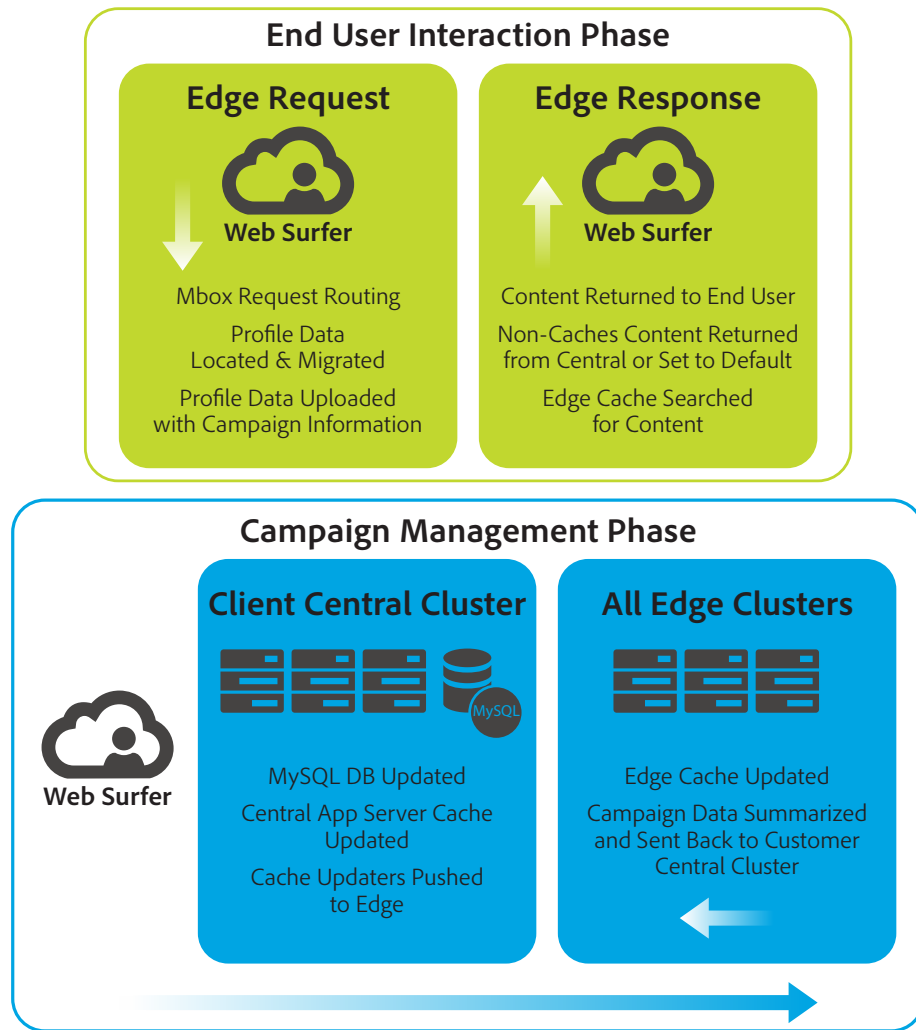 End User Interaction Phase
Edge Request
Web Surfer
Mbox Request Routing
Profile Data
Located & Migrated
Profile Data Uploaded
with Campaign Information
Edge Response
Web Surfer
Content Returned to End User
Non-Caches Content Returned
from Central or Set to Default
Edge Cache Searched
for Content
Campaign Management Phase
Web Surfer
Client Central Cluster
MySQL
MySQL DB Updated
Central App Server Cache
Updated
Cache Updaters Pushed
to Edge
All Edge Clusters
Edge Cache Updated
Campaign Data Summarized
and Sent Back to Customer
Central Cluster